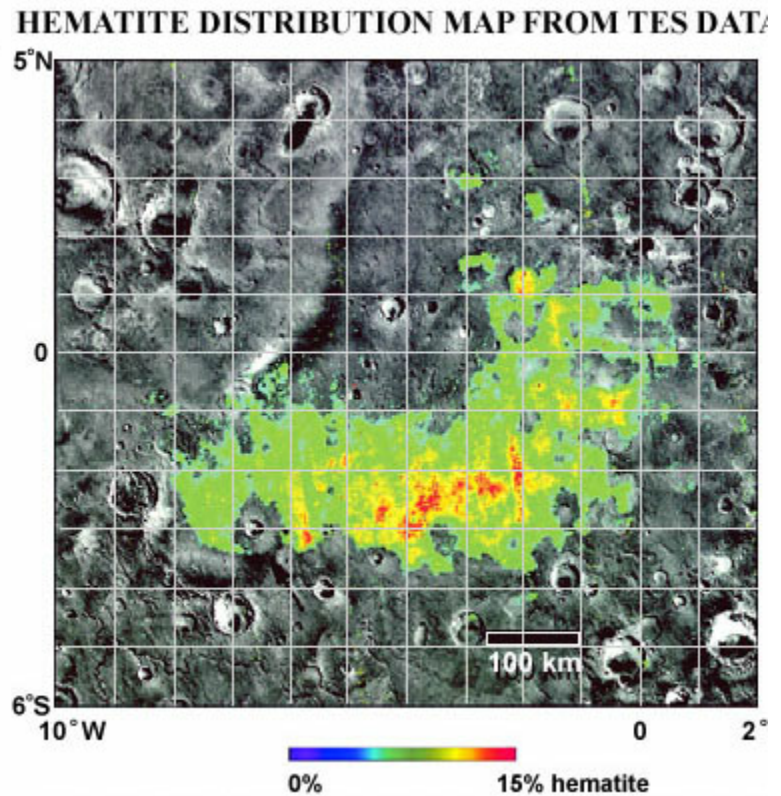 HEMATITE DISTRIBUTION MAP FROM TES DATA
5°N
0
100 km
6°S
10°W 0 2°
0% 15% hematite